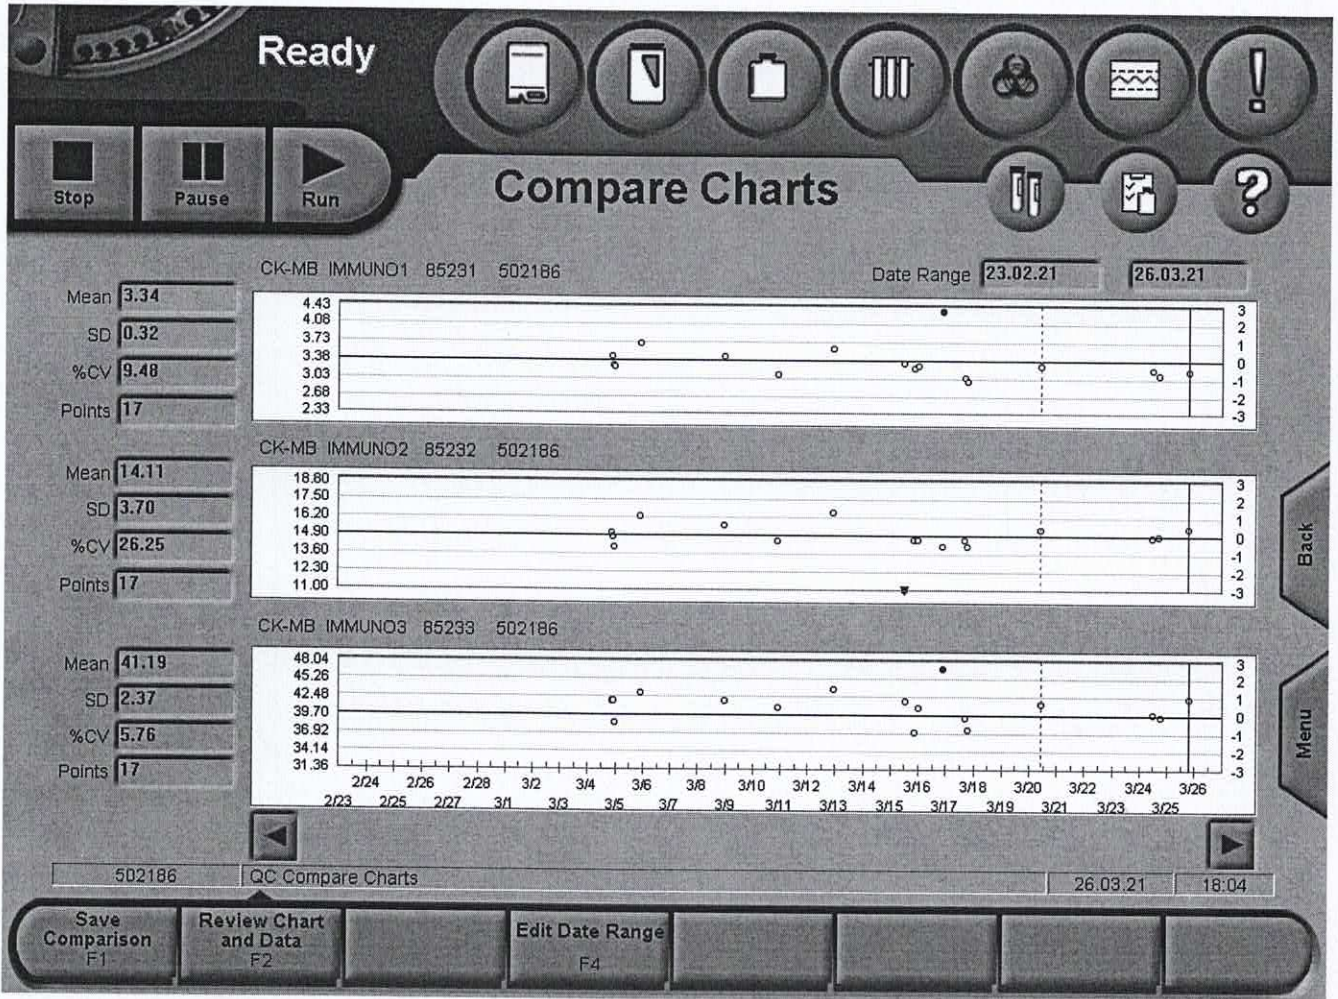 Ready
Stop
Pause
Run
Compare Charts
CK-MB IMMUNO1 85231 502186
Date Range 23.02.21 26.03.21
Mean 3.34
SD 0.32
%CV 9.48
Points 17
4.43
4.08
3.73
3.38
3.03
2.68
2.33
3
2
1
0
-1
-2
-3
CK-MB IMMUNO2 85232 502186
Mean 14.11
SD 3.70
%CV 26.25
Points 17
18.80
17.50
16.20
14.90
13.60
12.30
11.00
3
2
1
0
-1
-2
-3
Back
CK-MB IMMUNO3 85233 502186
Mean 41.19
SD 2.37
%CV 5.76
Points 17
48.04
45.26
42.48
39.70
36.92
34.14
31.36
3
2
1
0
-1
-2
-3
Menu
2/24 2/26 2/28 3/2 3/4 3/6 3/8 3/10 3/12 3/14 3/16 3/18 3/20 3/22 3/24 3/26
2/23 2/25 2/27 3/1 3/3 3/5 3/7 3/9 3/11 3/13 3/15 3/17 3/19 3/21 3/23 3/25
502186 QC Compare Charts 26.03.21 18:04
Save Comparison F1
Review Chart and Data F2
Edit Date Range F4